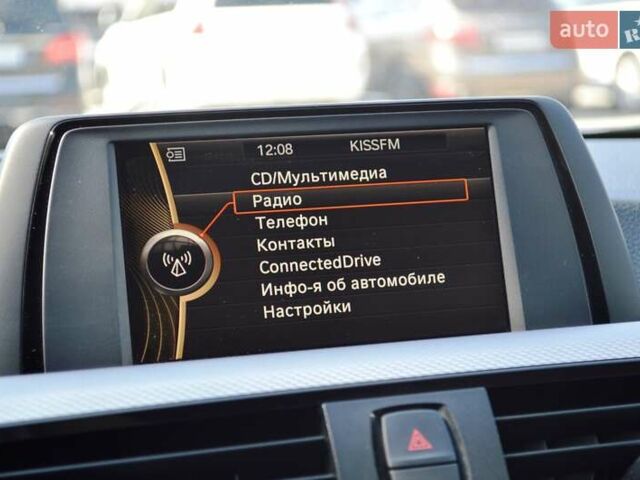 auto
12:08 KISSFM
CD/Мультимедиа
Радио
Телефон
Контакты
ConnectedDrive
Инфо-я об автомобиле
Настройки